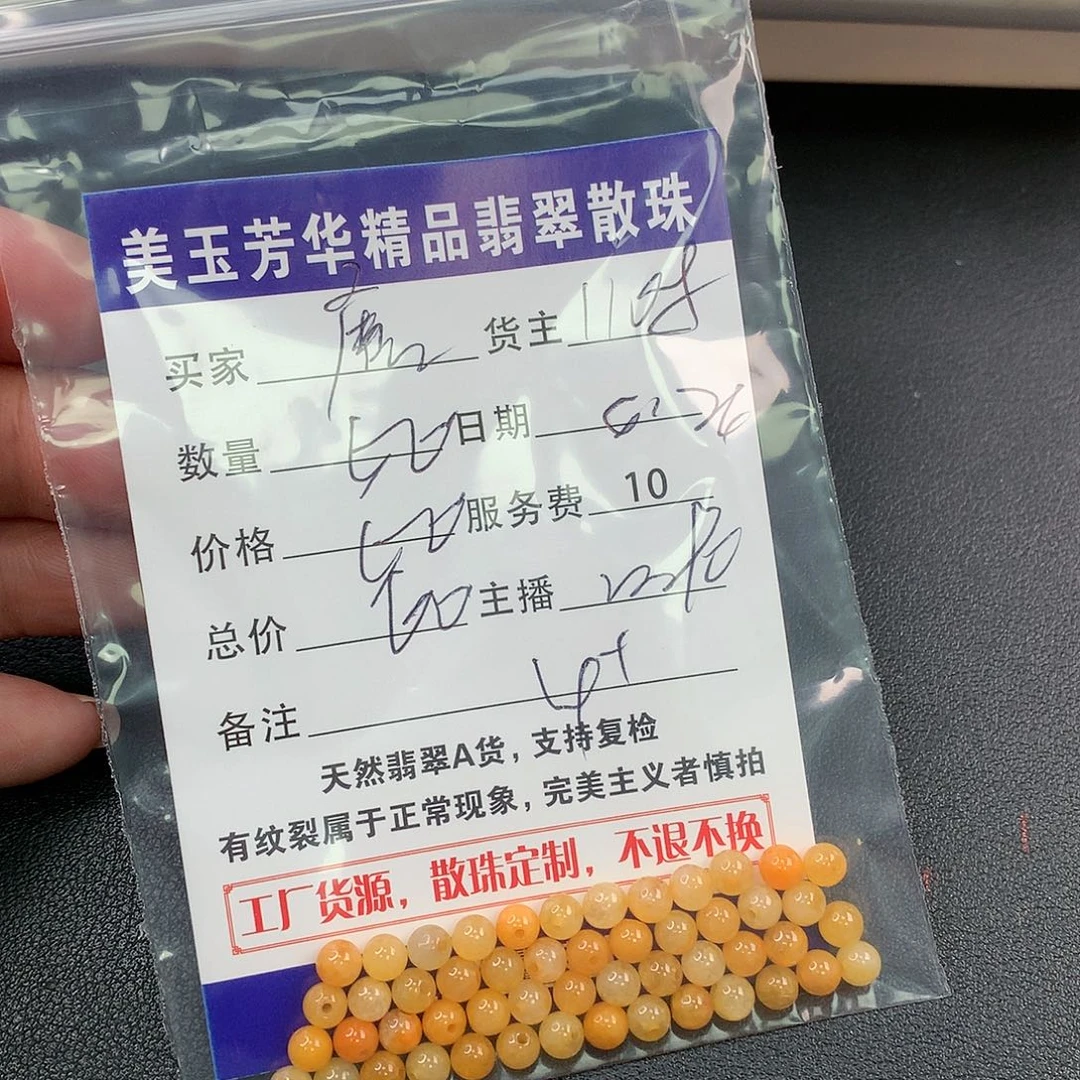 美玉芳华精品翡翠散珠
买家 货主
数量 50 日期
价格 50 服务费 10
总价 主播
备注
天然翡翠A货，支持复检
有纹裂属于正常现象，完美主义者慎拍
工厂货源，散珠定制，不退不换